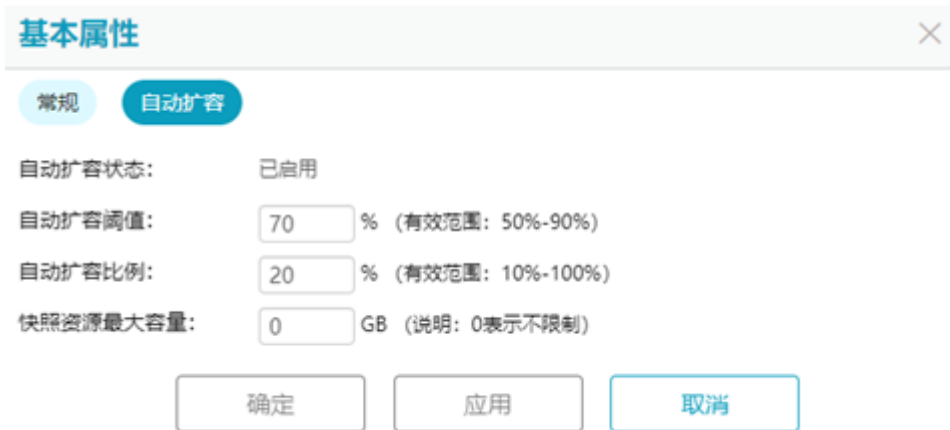 基本属性
常规 自动扩容
自动扩容状态： 已启用
自动扩容阈值： 70 % (有效范围：50%-90%)
自动扩容比例： 20 % (有效范围：10%-100%)
快照资源最大容量： 0 GB (说明：0表示不限制)
确定 应用 取消